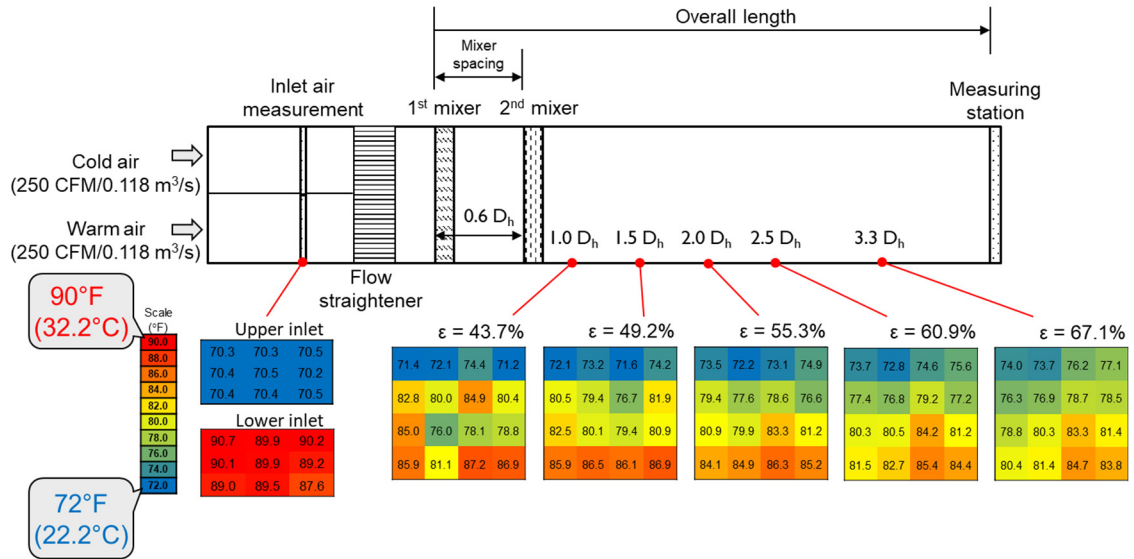 Overall length
Mixer
spacing
Inlet air
measurement
1st mixer
2nd mixer
Measuring
station
Cold air
(250 CFM/0.118 m³/s)
Warm air
(250 CFM/0.118 m³/s)
0.6 Dh
1.0 Dh
1.5 Dh
2.0 Dh
2.5 Dh
3.3 Dh
Flow
straightener
90°F
(32.2°C)
Scale
(°F)
90.0
88.0
86.0
84.0
82.0
80.0
78.0
76.0
74.0
72.0
72°F
(22.2°C)
Upper inlet
70.3 70.3 70.5
70.4 70.5 70.2
70.4 70.4 70.5
Lower inlet
90.7 89.9 90.2
90.1 89.9 89.2
89.0 89.5 87.6
ε = 43.7%
71.4 72.1 74.4 71.2
82.8 80.0 84.9 80.4
85.0 76.0 78.1 78.8
85.9 81.1 87.2 86.9
ε = 49.2%
72.1 73.2 71.6 74.2
80.5 79.4 76.7 81.9
82.5 80.1 79.4 80.9
85.9 86.5 86.1 86.9
ε = 55.3%
73.5 72.2 73.1 74.9
79.4 77.6 78.6 76.6
80.9 79.9 83.3 81.2
84.1 84.9 86.3 85.2
ε = 60.9%
73.7 72.8 74.6 75.6
77.4 76.8 79.2 77.2
80.3 80.5 84.2 81.2
81.5 82.7 85.4 84.4
ε = 67.1%
74.0 73.7 76.2 77.1
76.3 76.9 78.7 78.5
78.8 80.3 83.3 81.4
80.4 81.4 84.7 83.8